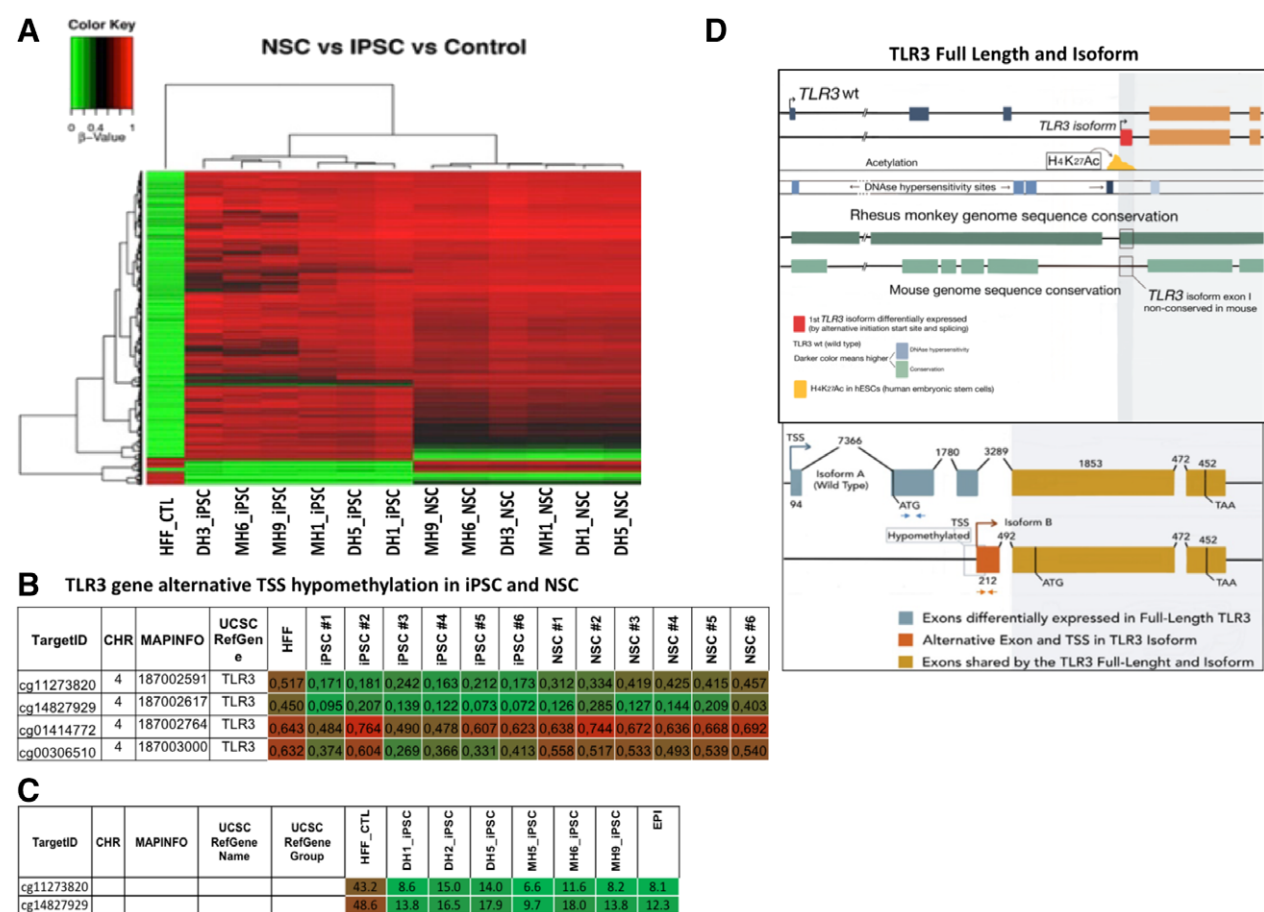 A
Color Key
0 0.4 1
β-Value
NSC vs IPSC vs Control
HFF_CTL
DH3_iPSC
MH6_iPSC
MH9_iPSC
MH1_iPSC
DH5_iPSC
DH1_iPSC
MH9_NSC
MH6_NSC
DH3_NSC
MH1_NSC
DH1_NSC
DH5_NSC
B TLR3 gene alternative TSS hypomethylation in iPSC and NSC
TargetID CHR MAPINFO UCSC RefGen e HFF iPSC #1 iPSC #2 iPSC #3 iPSC #4 iPSC #5 iPSC #6 NSC #1 NSC #2 NSC #3 NSC #4 NSC #5 NSC #6
cg11273820 4 187002591 TLR3 0,517 0,171 0,181 0,242 0,163 0,212 0,173 0,312 0,334 0,419 0,425 0,415 0,457
cg14827929 4 187002617 TLR3 0,450 0,095 0,207 0,139 0,122 0,073 0,072 0,126 0,285 0,127 0,144 0,209 0,403
cg01414772 4 187002764 TLR3 0,643 0,484 0,764 0,490 0,478 0,607 0,623 0,638 0,744 0,672 0,636 0,668 0,692
cg00306510 4 187003000 TLR3 0,632 0,374 0,604 0,269 0,366 0,331 0,413 0,558 0,517 0,533 0,493 0,539 0,540
C
TargetID CHR MAPINFO UCSC RefGene Name UCSC RefGene Group HFF_CTL DH1_iPSC DH2_iPSC DH5_iPSC MH5_iPSC MH6_iPSC MH9_iPSC EPI
cg11273820 43.2 8.6 15.0 14.0 6.6 11.6 8.2 8.1
cg14827929 48.6 13.8 16.5 17.9 9.7 18.0 13.8 12.3
D
TLR3 Full Length and Isoform
TLR3 wt
TLR3 isoform
Acetylation
H4K27Ac
DNAse hypersensitivity sites
Rhesus monkey genome sequence conservation
Mouse genome sequence conservation
TLR3 isoform exon I
non-conserved in mouse
1st TLR3 isoform differentially expressed
(by alternative initiation start site and splicing)
TLR3 wt (wild type)
Darker color means higher
DNAse hypersensitivity
Conservation
H4K27Ac in hESCs (human embryonic stem cells)
TSS
7366
1780
3289
1853
472
452
Isoform A
(Wild Type)
94
ATG
TAA
TSS
Isoform B
Hypomethylated
492
472
452
212
ATG
TAA
Exons differentially expressed in Full-Length TLR3
Alternative Exon and TSS in TLR3 Isoform
Exons shared by the TLR3 Full-Lenght and Isoform